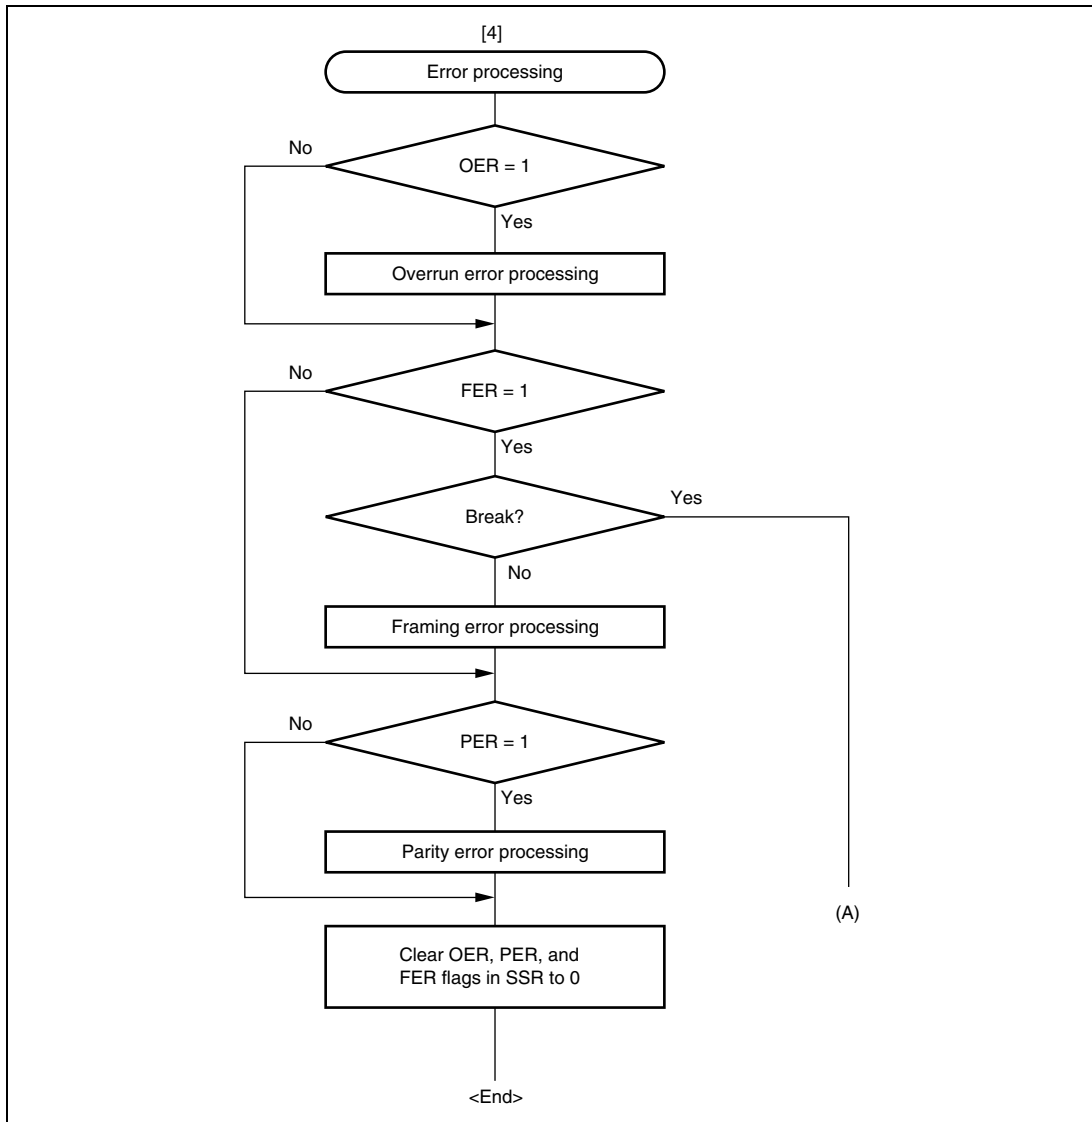 [4]
Error processing
No
OER = 1
Yes
Overrun error processing
No
FER = 1
Yes
Break?
Yes
No
Framing error processing
No
PER = 1
Yes
Parity error processing
(A)
Clear OER, PER, and
FER flags in SSR to 0
<End>